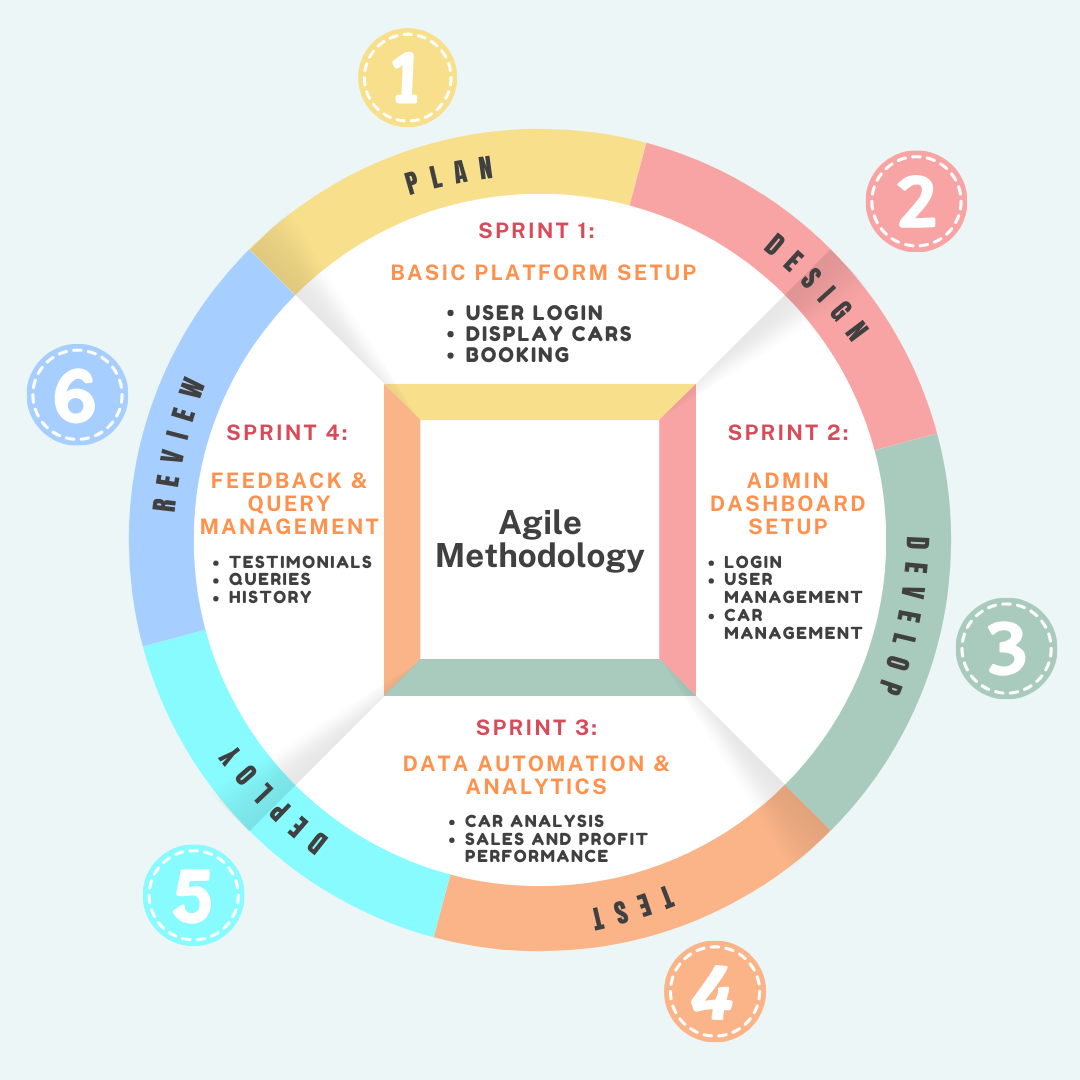 1
PLAN
2
DESIGN
SPRINT 1:
BASIC PLATFORM SETUP
• USER LOGIN
• DISPLAY CARS
• BOOKING
6
REVIEW
SPRINT 4:
FEEDBACK &
QUERY
MANAGEMENT
• TESTIMONIALS
• QUERIES
• HISTORY
Agile
Methodology
SPRINT 2:
ADMIN
DASHBOARD
SETUP
• LOGIN
• USER
MANAGEMENT
• CAR
MANAGEMENT
DEVELOP
3
SPRINT 3:
DATA AUTOMATION &
ANALYTICS
• CAR ANALYSIS
• SALES AND PROFIT
PERFORMANCE
DEPLOY
5
TEST
4